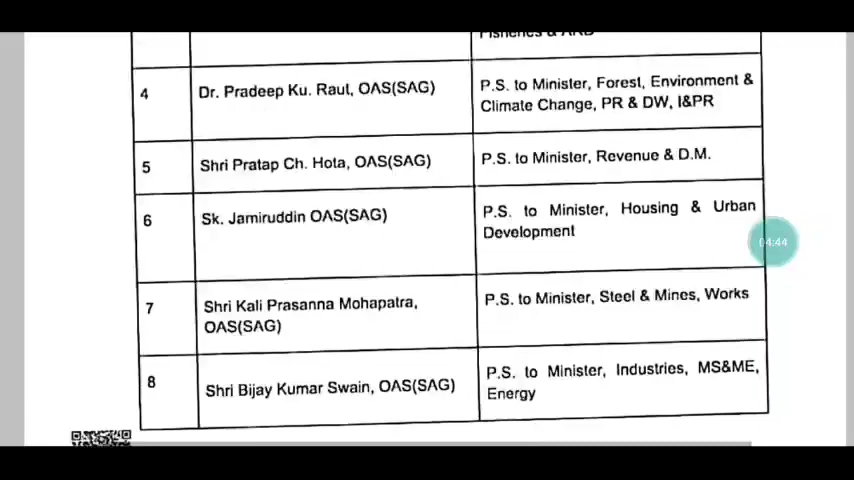 Fisheries & ARD
4
Dr. Pradeep Ku. Raul, OAS(SAG)
P.S. to Minister, Forest, Environment &
Climate Change, PR & DW, I&PR
5
Shri Pratap Ch. Hota, OAS(SAG)
P.S. to Minister, Revenue & D.M.
6
Sk. Jamiruddin OAS(SAG)
P.S. to Minister, Housing & Urban
Development
04:44
7
Shri Kali Prasanna Mohapatra,
OAS(SAG)
P.S. to Minister, Steel & Mines, Works
8
Shri Bijay Kumar Swain, OAS(SAG)
P.S. to Minister, Industries, MS&ME,
Energy